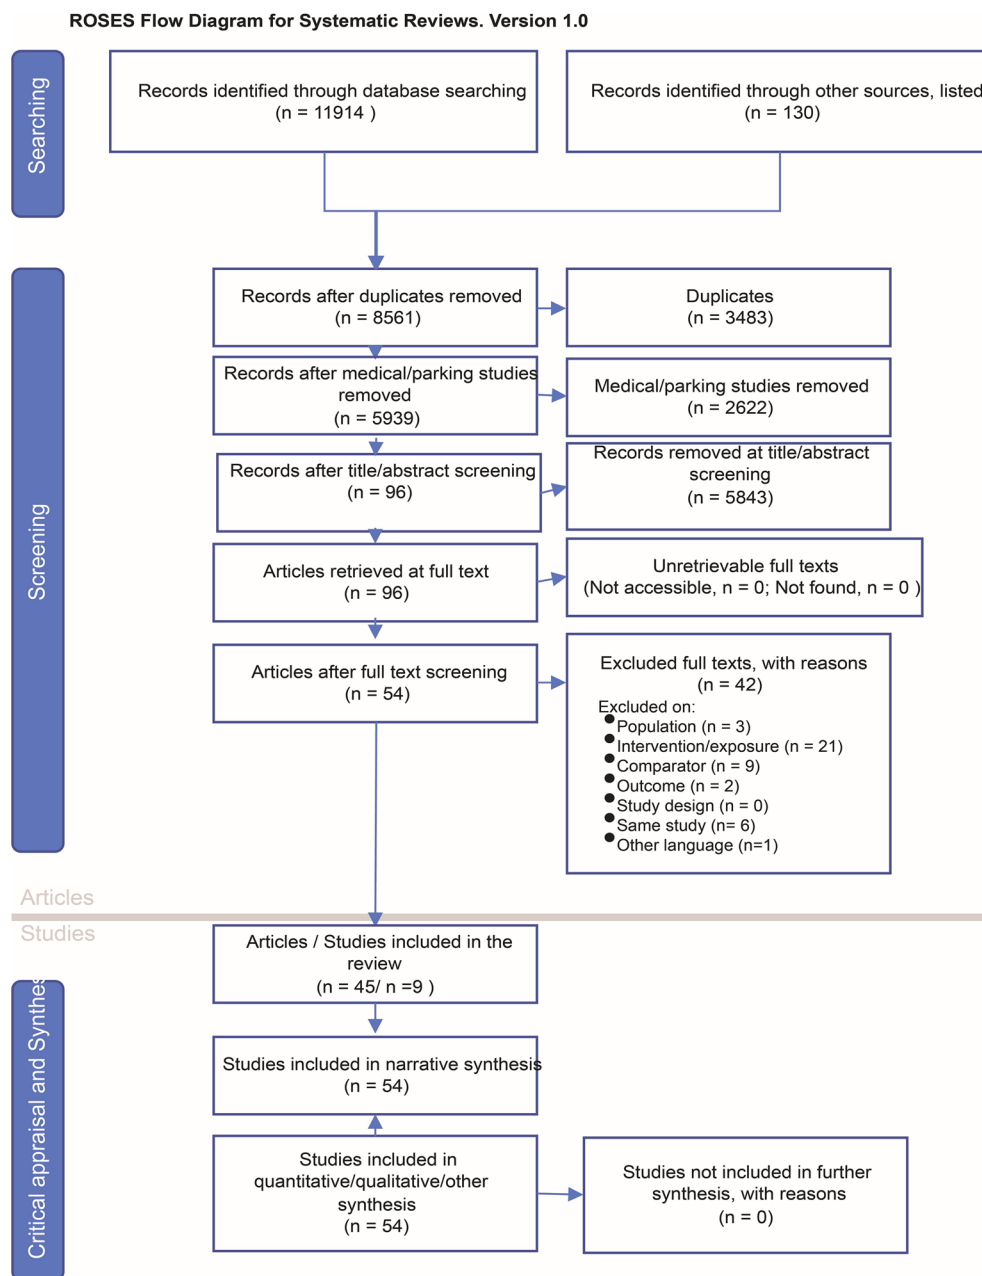 ROSES Flow Diagram for Systematic Reviews. Version 1.0
Searching
Records identified through database searching
(n = 11914 )
Records identified through other sources, listed
(n = 130)
Screening
Records after duplicates removed
(n = 8561)
Duplicates
(n = 3483)
Records after medical/parking studies
removed
(n = 5939)
Medical/parking studies removed
(n = 2622)
Records after title/abstract screening
(n = 96)
Records removed at title/abstract
screening
(n = 5843)
Articles retrieved at full text
(n = 96)
Unretrievable full texts
(Not accessible, n = 0; Not found, n = 0 )
Articles after full text screening
(n = 54)
Excluded full texts, with reasons
(n = 42)
Excluded on:
● Population (n = 3)
● Intervention/exposure (n = 21)
● Comparator (n = 9)
● Outcome (n = 2)
● Study design (n = 0)
● Same study (n= 6)
● Other language (n=1)
Articles
Studies
Critical appraisal and Synthes
Articles / Studies included in the
review
(n = 45/ n =9 )
Studies included in narrative synthesis
(n = 54)
Studies included in
quantitative/qualitative/other
synthesis
(n = 54)
Studies not included in further
synthesis, with reasons
(n = 0)